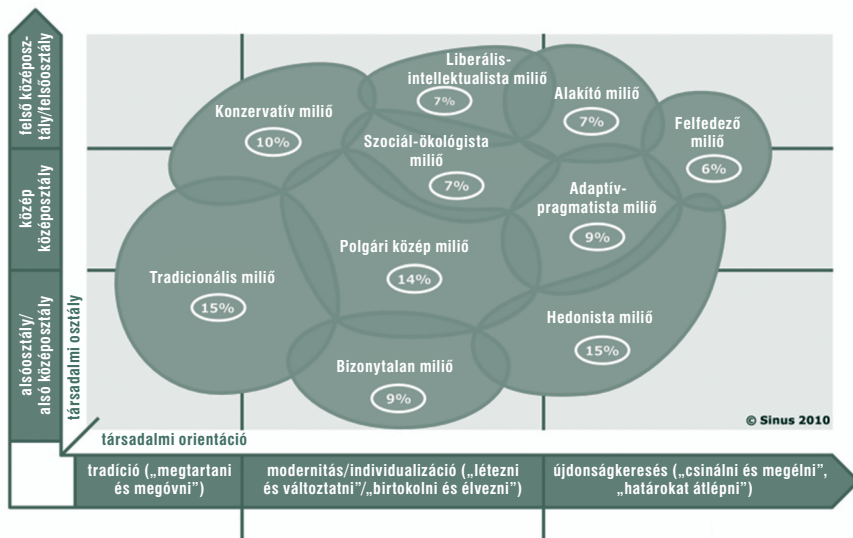 felső középosz-
tály/felsőosztály
közép
középosztály
alsóosztály/
alsó középosztály
társadalmi osztály
Liberális-
intellektualista miliő
7%
Alakító miliő
7%
Konzervatív miliő
10%
Felfedező
miliő
6%
Szociál-ökológista
miliő
7%
Adaptív-
pragmatista miliő
9%
Polgári közép miliő
14%
Tradicionális miliő
15%
Hedonista miliő
15%
Bizonytalan miliő
9%
© Sinus 2010
társadalmi orientáció
tradíció („megtartani
és megóvni”)
modernitás/individualizáció („létezni
és változtatni”/„birtokolni és élvezni”)
újdonságkeresés („csinálni és megélni”,
„határokat átlépni”)